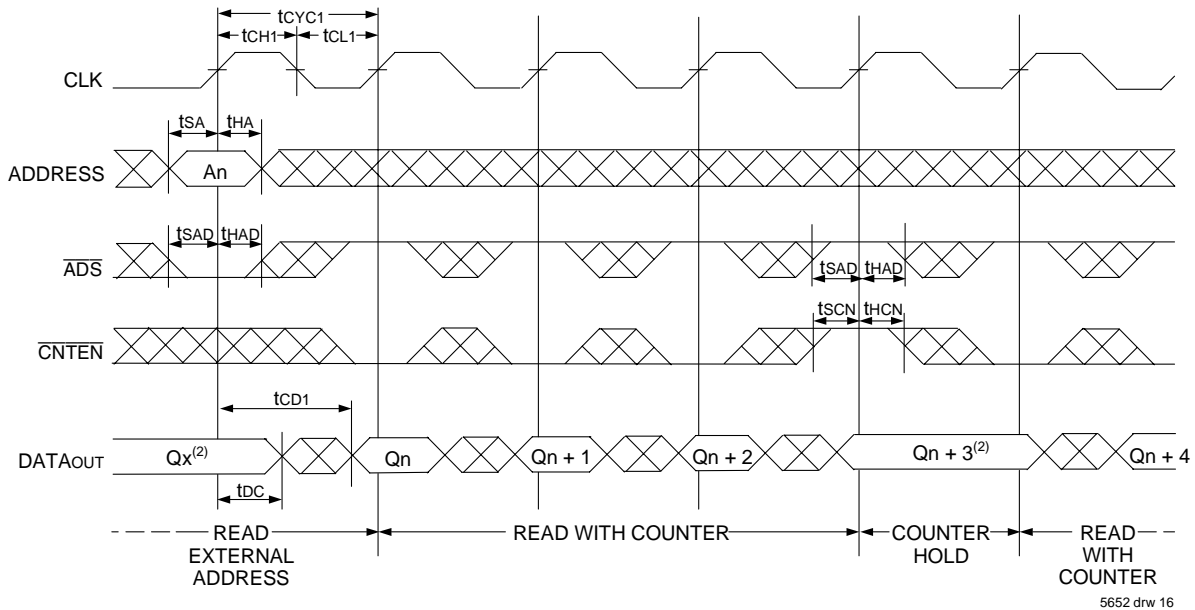 tCYC1
tCH1 tCL1
CLK
tSA tHA
ADDRESS An
tSAD tHAD
ADS
tSAD tHAD
tSCN tHCN
CNTEN
tCD1
DATAOUT Qx(2) Qn Qn + 1 Qn + 2 Qn + 3(2) Qn + 4
tDC
READ EXTERNAL ADDRESS
READ WITH COUNTER
COUNTER HOLD
READ WITH COUNTER
5652 drw 16